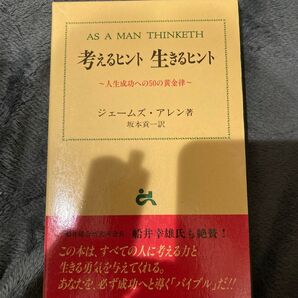 AS A MAN THINKETH
考えるヒント 生きるヒント
〜人生成功への50の黄金律〜
ジェームズ・アレン著
坂本貢一訳
船井幸雄氏も絶賛!
この本は、すべての人に考える力と
生きる勇気を与えてくれる。
あなたを、必ず成功へと導く「バイブル」だ!!